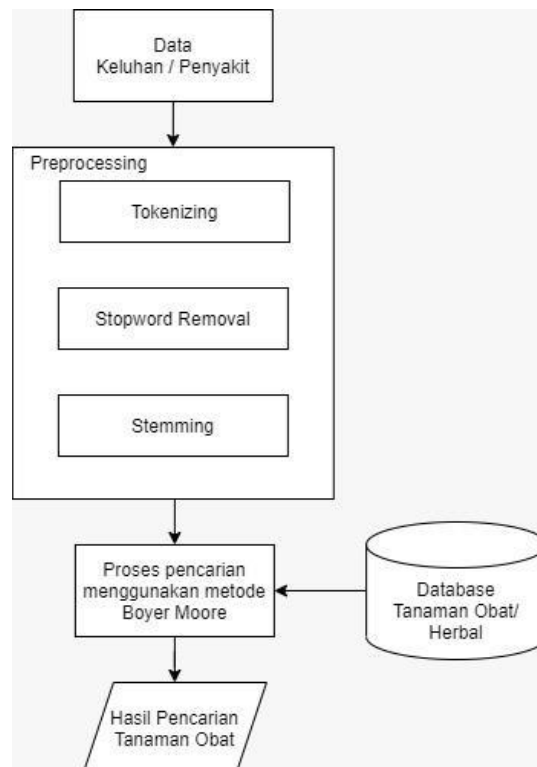 Data
Keluhan / Penyakit
Preprocessing
Tokenizing
Stopword Removal
Stemming
Proses pencarian
menggunakan metode
Boyer Moore
Database
Tanaman Obat/
Herbal
Hasil Pencarian
Tanaman Obat